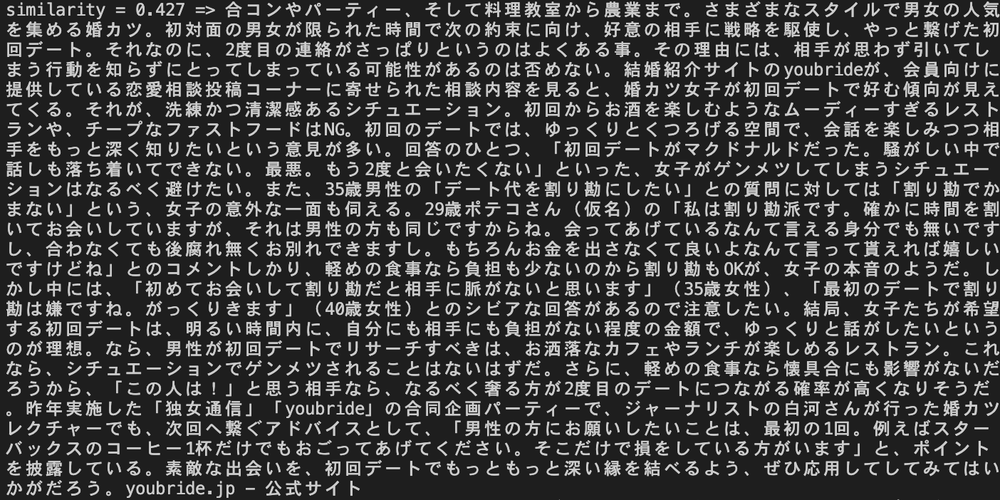 similarity = 0.427 => 合コンやパーティー、そして料理教室から農業まで。さまざまなスタイルで男女の人気
を集める婚カツ。初対面の男女が限られた時間で次の約束に向け、好意の相手に戦略を駆使し、やっと繋げた初
回デート。それなのに、2度目の連絡がさっぱりというのはよくある事。その理由には、相手が思わず引いてし
まう行動を知らずにとってしまっている可能性があるのは否めない。結婚紹介サイトのyoubrideが、会員向けに
提供している恋愛相談投稿コーナーに寄せられた相談内容を見ると、婚カツ女子が初回デートで好む傾向が見え
てくる。それが、洗練かつ清潔感あるシチュエーション。初回からお酒を楽しむようなムーディーすぎるレスト
ランや、チープなファストフードはNG。初回のデートでは、ゆっくりとくつろげる空間で、会話を楽しみつつ相
手をもっと深く知りたいという意見が多い。回答のひとつ、「初回デートがマクドナルドだった。騒がしい中で
話しも落ち着いてできない。最悪。もう2度と会いたくない」といった、女子がゲンメツしてしまうシチュエー
ションはなるべく避けたい。また、35歳男性の「デート代を割り勘にしたい」との質問に対しては「割り勘でか
まない」という、女子の意外な一面も伺える。29歳ポテコさん（仮名）の「私は割り勘派です。確かに時間を割
いてお会いしていますが、それは男性の方も同じですからね。会ってあげているなんて言える身分でも無いです
し、合わなくても後腐れ無くお別れできますし。もちろんお金を出さなくて良いよなんて言って貰えれば嬉しい
ですけどね」とのコメントしかり、軽めの食事なら負担も少ないのから割り勘もOKが、女子の本音のようだ。し
かし中には、「初めてお会いして割り勘だと相手に脈がないと思います」（35歳女性）、「最初のデートで割り
勘は嫌ですね。がっくりきます」（40歳女性）とのシビアな回答があるので注意したい。結局、女子たちが希望
する初回デートは、明るい時間内に、自分にも相手にも負担がない程度の金額で、ゆっくりと話がしたいという
のが理想。なら、男性が初回デートでリサーチすべきは、お洒落なカフェやランチが楽しめるレストラン。これ
なら、シチュエーションでゲンメツされることはないはずだ。さらに、軽めの食事なら懐具合にも影響がないだ
ろうから、「この人は！」と思う相手なら、なるべく奢る方が2度目のデートにつながる確率が高くなりそうだ
。昨年実施した「独女通信」「youbride」の合同企画パーティーで、ジャーナリストの白河さんが行った婚カツ
レクチャーでも、次回へ繋ぐアドバイスとして、「男性の方にお願いしたいことは、最初の1回。例えばスター
バックスのコーヒー1杯だけでもおごってあげてください。そこだけで損をしている方がいます」と、ポイント
を披露している。素敵な出会いを、初回デートでもっともっと深い縁を結べるよう、ぜひ応用してしてみてはい
かがだろう。youbride.jp – 公式サイト